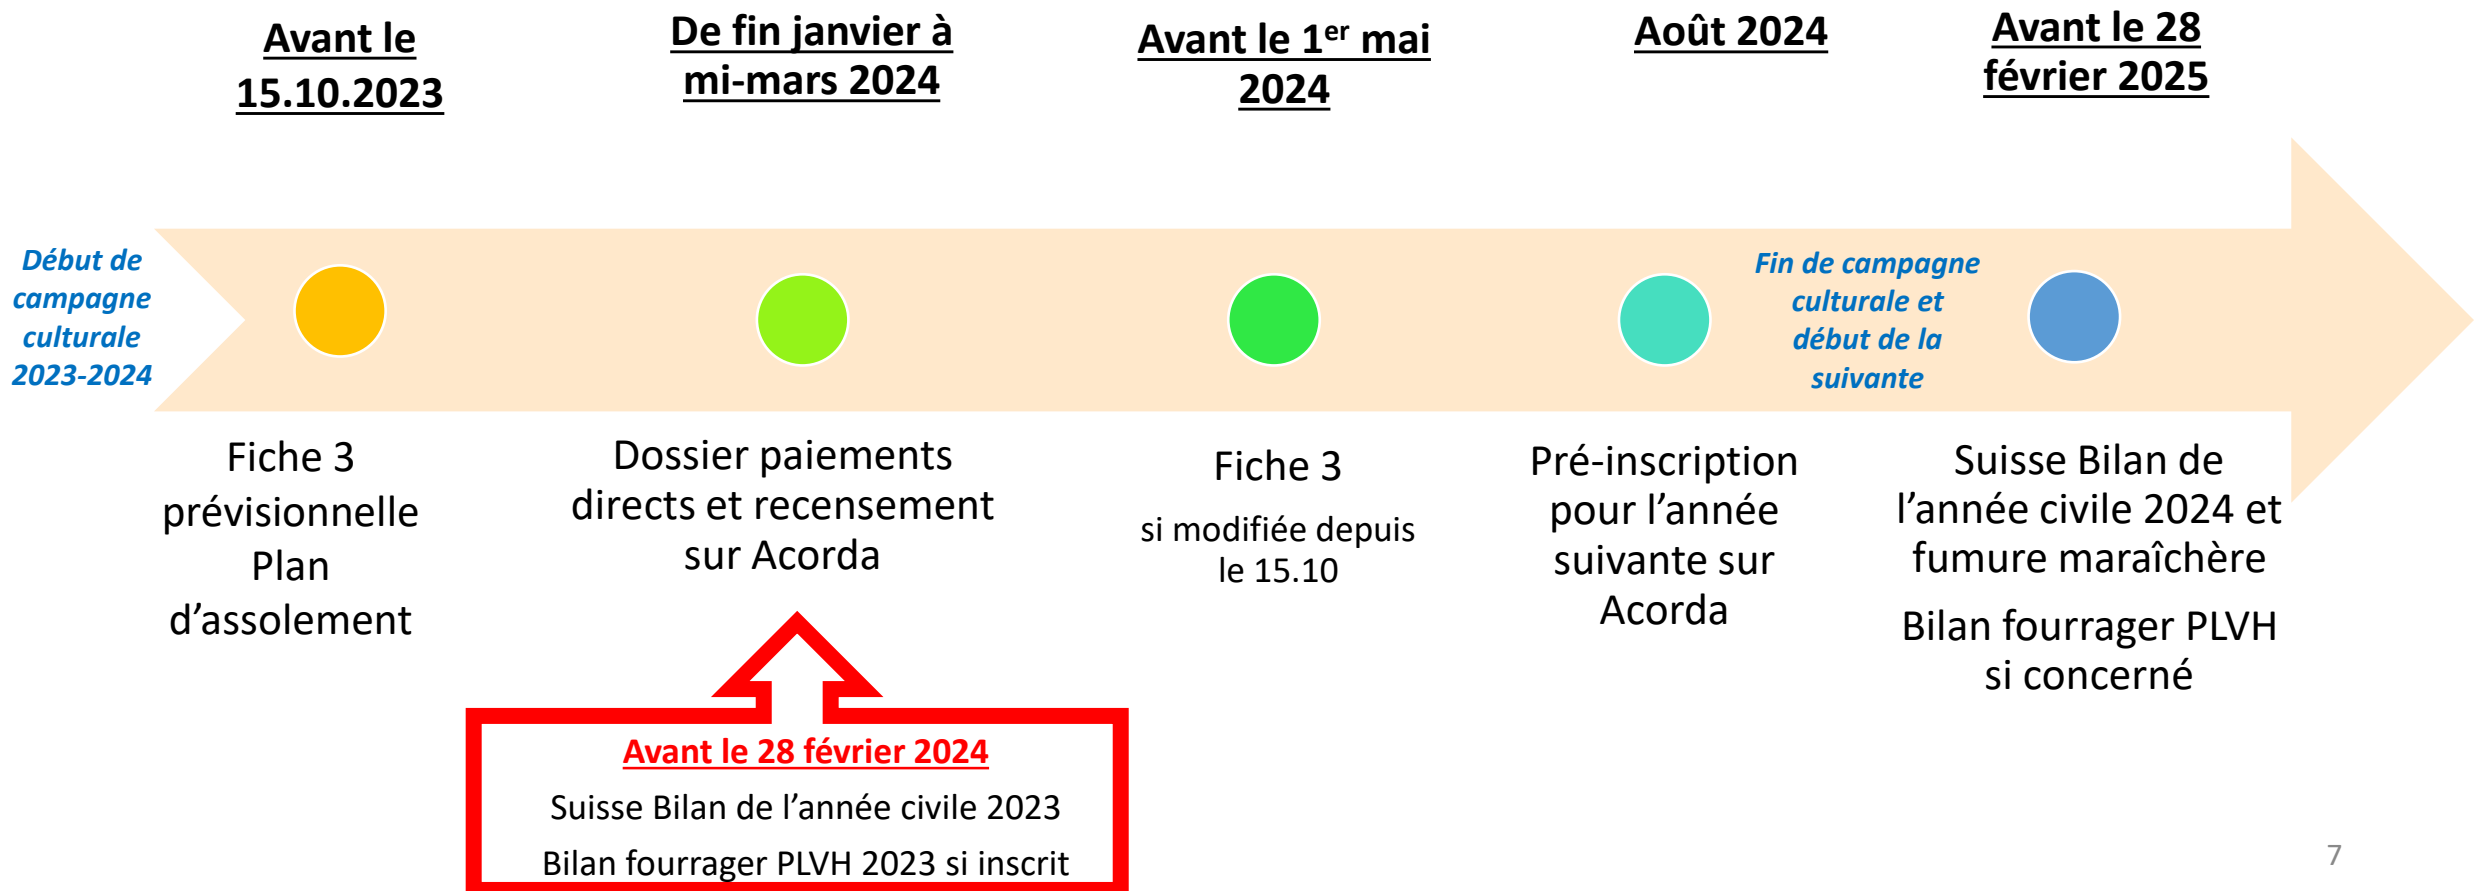 Avant le
15.10.2023
De fin janvier à
mi-mars 2024
Avant le 1er mai
2024
Août 2024
Avant le 28
février 2025
Début de
campagne
culturale
2023-2024
Fin de campagne
culturale et
début de la
suivante
Fiche 3
prévisionnelle
Plan
d’assolement
Dossier paiements
directs et recensement
sur Acorda
Fiche 3
si modifiée depuis
le 15.10
Pré-inscription
pour l’année
suivante sur
Acorda
Suisse Bilan de
l’année civile 2024 et
fumure maraîchère
Bilan fourrager PLVH
si concerné
Avant le 28 février 2024
Suisse Bilan de l’année civile 2023
Bilan fourrager PLVH 2023 si inscrit
7